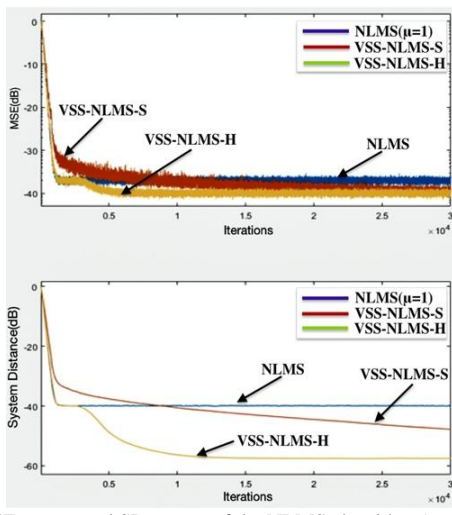 0
-10
-20
-30
-40
MSE(dB)
NLMS(μ=1)
VSS-NLMS-S
VSS-NLMS-H
VSS-NLMS-S
VSS-NLMS-H
NLMS
0.5
1
1.5
2
2.5
3
Iterations
× 10⁴
0
-20
-40
-60
System Distance(dB)
NLMS(μ=1)
VSS-NLMS-S
VSS-NLMS-H
NLMS
VSS-NLMS-S
VSS-NLMS-H
0.5
1
1.5
2
2.5
3
Iterations
× 10⁴